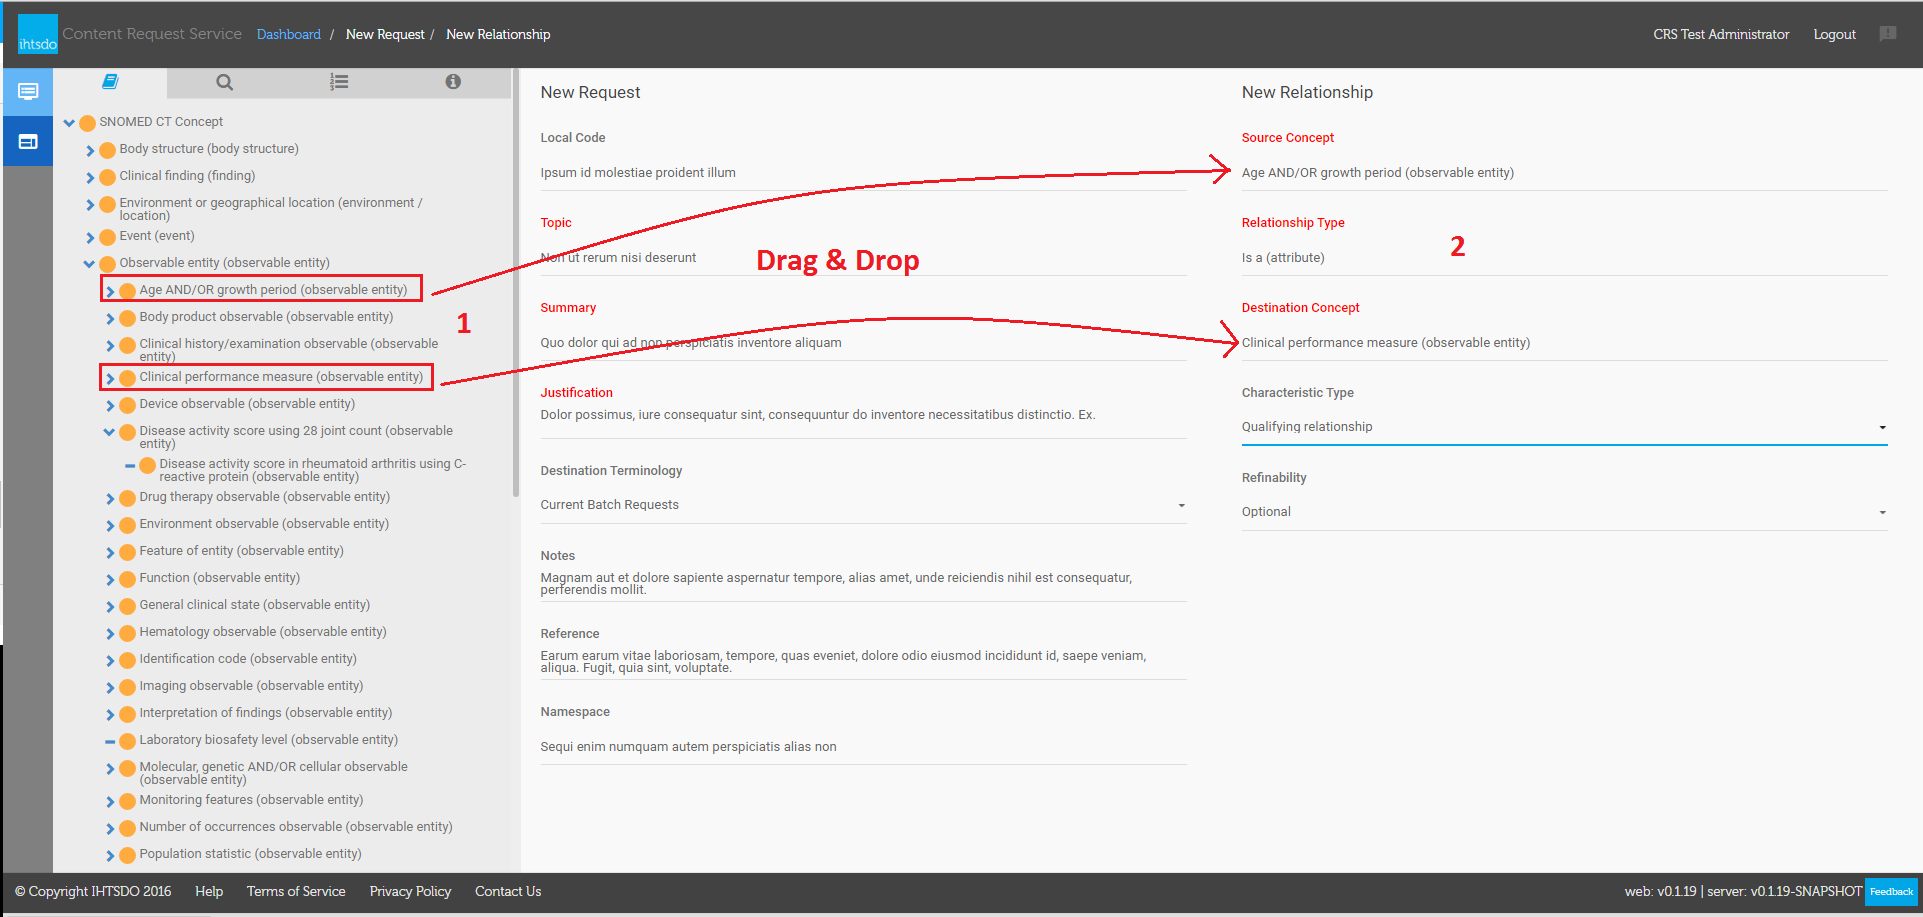 ihtsdo
Content Request Service Dashboard / New Request / New Relationship
CRS Test Administrator Logout
SNOMED CT Concept
Body structure (body structure)
Clinical finding (finding)
Environment or geographical location (environment /
location)
Event (event)
Observable entity (observable entity)
Age AND/OR growth period (observable entity)
Body product observable (observable entity)
Clinical history/examination observable (observable
entity)
Clinical performance measure (observable entity)
Device observable (observable entity)
Disease activity score using 28 joint count (observable
entity)
Disease activity score in rheumatoid arthritis using C-
reactive protein (observable entity)
Drug therapy observable (observable entity)
Environment observable (observable entity)
Feature of entity (observable entity)
Function (observable entity)
General clinical state (observable entity)
Hematology observable (observable entity)
Identification code (observable entity)
Imaging observable (observable entity)
Interpretation of findings (observable entity)
Laboratory biosafety level (observable entity)
Molecular, genetic AND/OR cellular observable
(observable entity)
Monitoring features (observable entity)
Number of occurrences observable (observable entity)
Population statistic (observable entity)
1
New Request
Local Code
Ipsum id molestiae proident illum
Topic
Non ut rerum nisi deserunt
Drag & Drop
Summary
Quo dolor qui ad non perspiciatis inventore aliquam
Justification
Dolor possimus, iure consequatur sint, consequuntur do inventore necessitatibus distinctio. Ex.
Destination Terminology
Current Batch Requests
Notes
Magnam aut et dolore sapiente aspernatur tempore, alias amet, unde reiciendis nihil est consequatur,
perferendis mollit.
Reference
Earum earum vitae laboriosam, tempore, quas eveniet, dolore odio eiusmod incididunt id, saepe veniam,
aliqua. Fugit, quia sint, voluptate.
Namespace
Sequi enim numquam autem perspiciatis alias non
New Relationship
Source Concept
Age AND/OR growth period (observable entity)
Relationship Type
2
Is a (attribute)
Destination Concept
Clinical performance measure (observable entity)
Characteristic Type
Qualifying relationship
Refinability
Optional
© Copyright IHTSDO 2016 Help Terms of Service Privacy Policy Contact Us
web: v0.1.19 | server: v0.1.19-SNAPSHOT Feedback